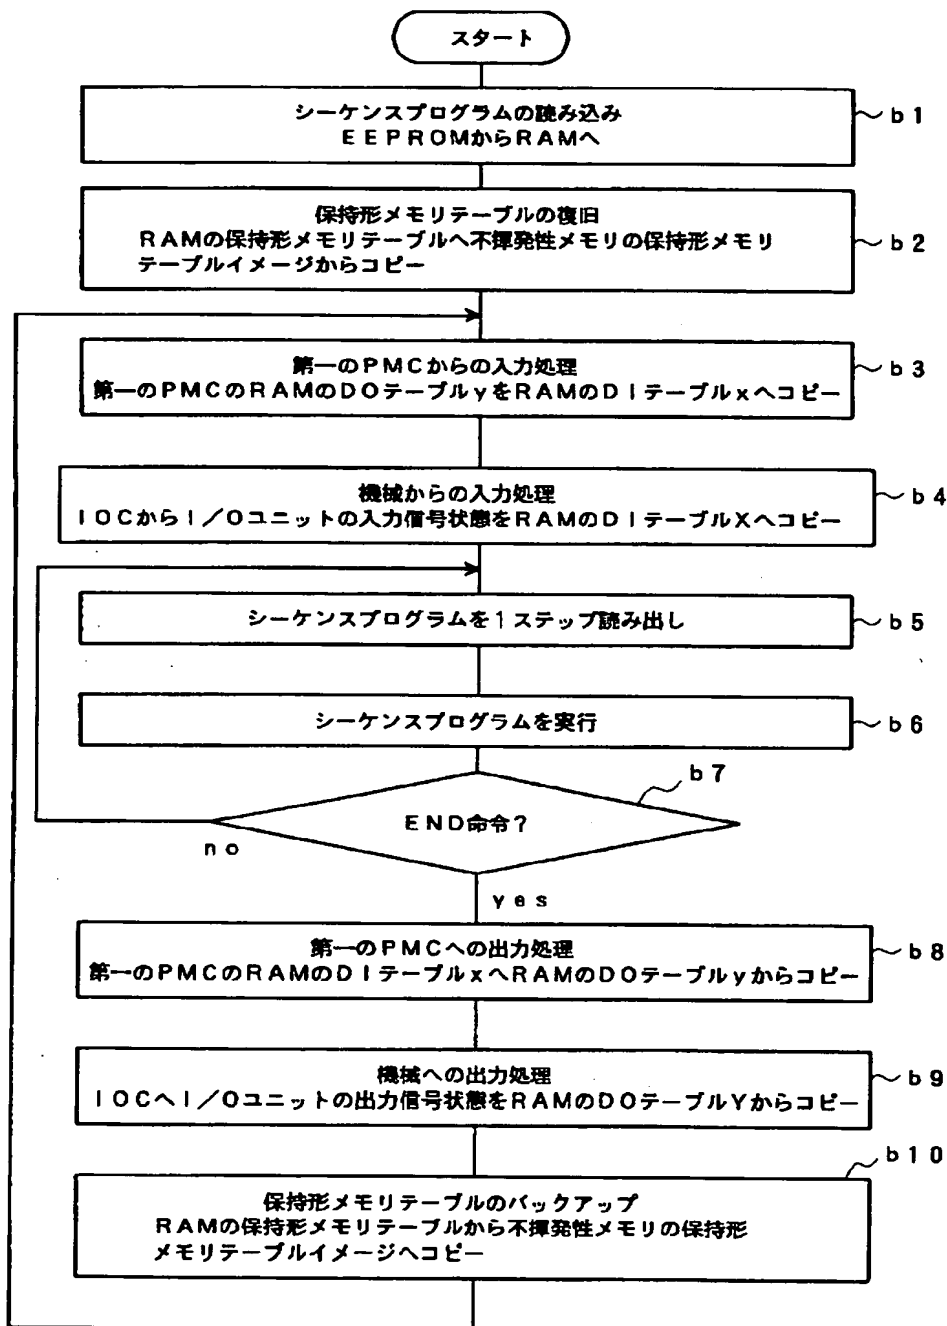 スタート
シーケンスプログラムの読み込み
EEPROMからRAMへ
b1
保持形メモリテーブルの復旧
RAMの保持形メモリテーブルへ不揮発性メモリの保持形メモリ
テーブルイメージからコピー
b2
第一のPMCからの入力処理
第一のPMCのRAMのDOテーブルyをRAMのDIテーブルxへコピー
b3
機械からの入力処理
IOCからI/Oユニットの入力信号状態をRAMのDIテーブルXへコピー
b4
シーケンスプログラムを1ステップ読み出し
b5
シーケンスプログラムを実行
b6
b7
END命令?
no
yes
第一のPMCへの出力処理
第一のPMCのRAMのDIテーブルxへRAMのDOテーブルyからコピー
b8
機械への出力処理
IOCへI/Oユニットの出力信号状態をRAMのDOテーブルYからコピー
b9
b10
保持形メモリテーブルのバックアップ
RAMの保持形メモリテーブルから不揮発性メモリの保持形
メモリテーブルイメージへコピー